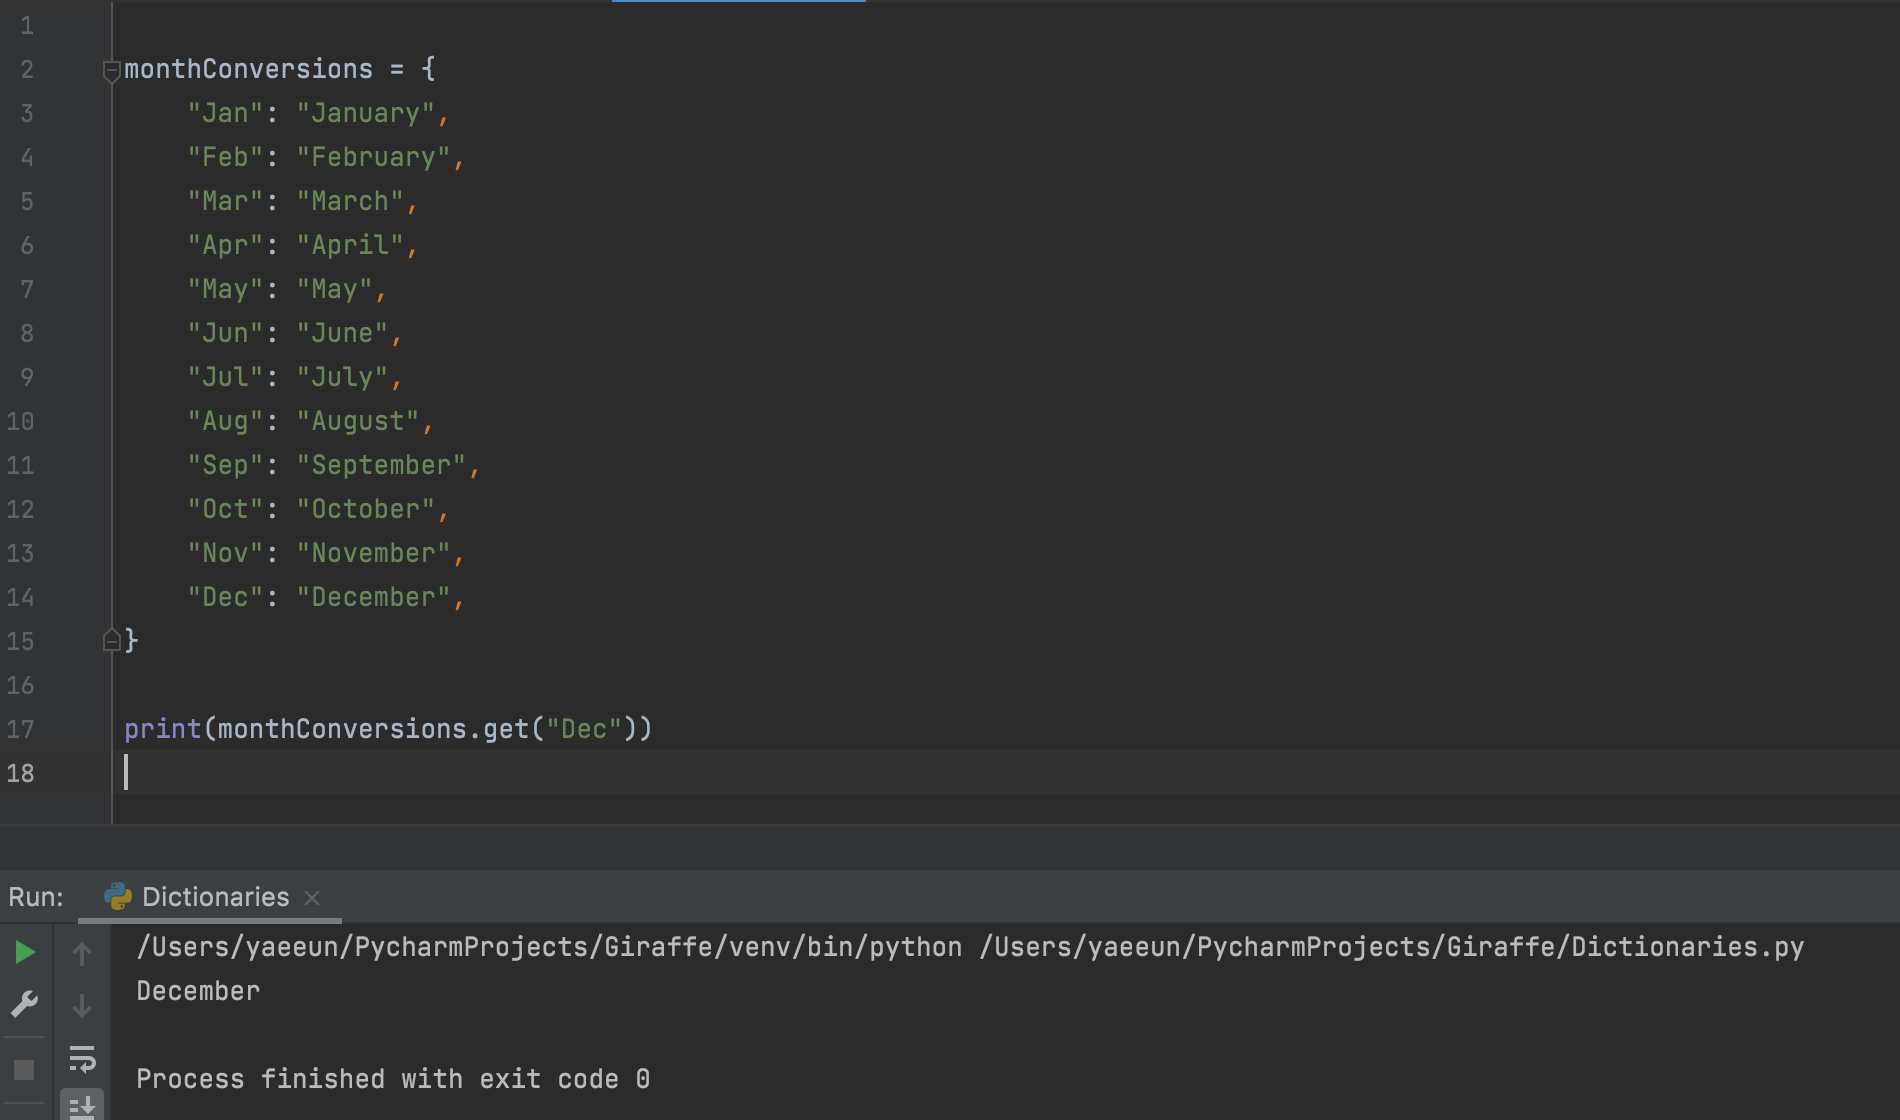 1
2 monthConversions = {
3     "Jan": "January",
4     "Feb": "February",
5     "Mar": "March",
6     "Apr": "April",
7     "May": "May",
8     "Jun": "June",
9     "Jul": "July",
10     "Aug": "August",
11     "Sep": "September",
12     "Oct": "October",
13     "Nov": "November",
14     "Dec": "December",
15 }
16
17 print(monthConversions.get("Dec"))
18
Run: Dictionaries
/Users/yaeeun/PycharmProjects/Giraffe/venv/bin/python /Users/yaeeun/PycharmProjects/Giraffe/Dictionaries.py
December
Process finished with exit code 0